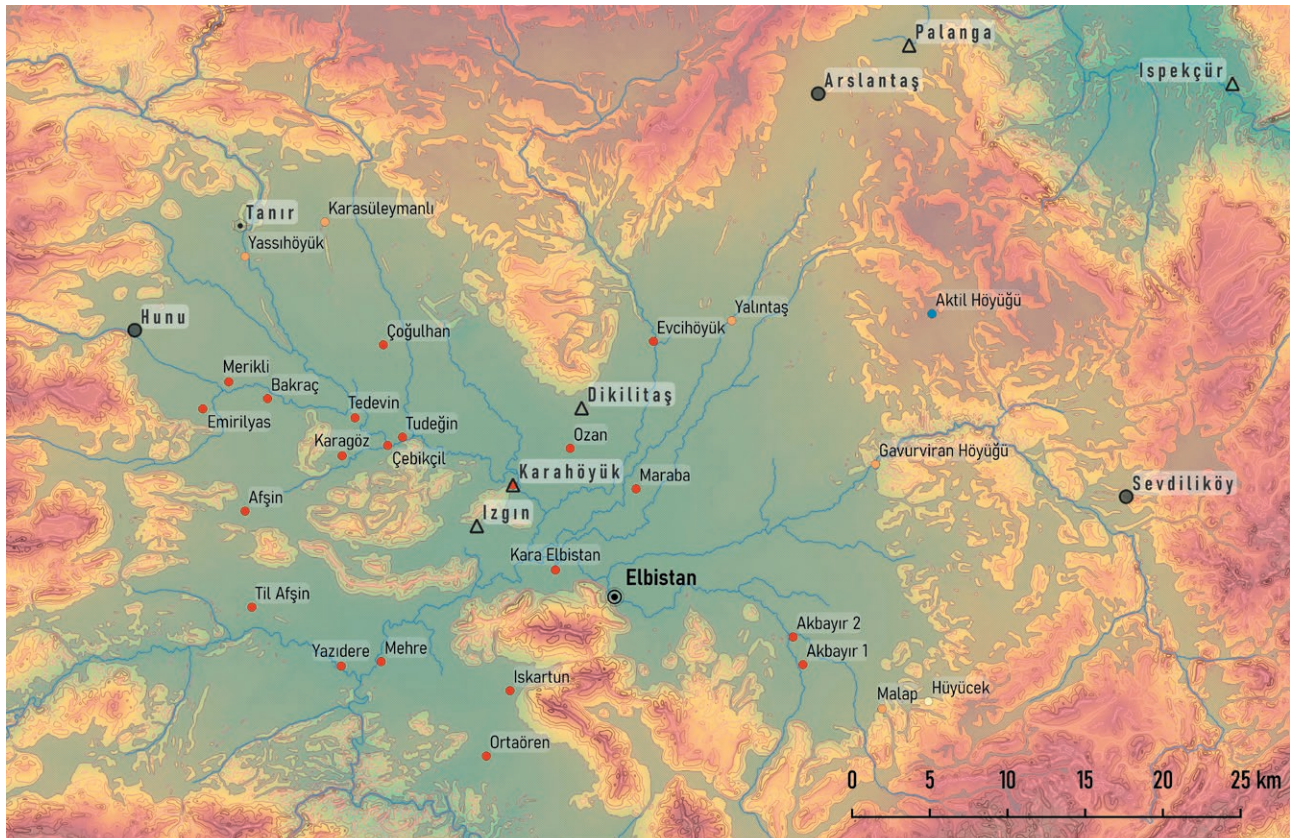 Palanga
Arslantaş
Ispekçür
Karasüleymanlı
Tanır
Yassıhöyük
Aktil Höyüğü
Hunu
Yalıntaş
Evcihöyük
Çoğulhan
Merikli
Bakraç
Dikilitaş
Emirilyas
Tedevin
Tudeğin
Ozan
Karagöz
Çebikçil
Gavurviran Höyüğü
Karahöyük
Maraba
Sevdiliköy
Afşin
Izgın
Kara Elbistan
Elbistan
Til Afşin
Akbayır 2
Yazıdere
Mehre
Akbayır 1
Iskartun
Malap
Hüyücek
Ortaören
0 5 10 15 20 25 km